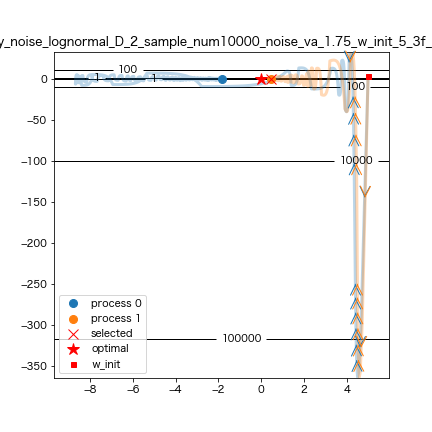 y_noise_lognormal_D_2_sample_num10000_noise_va_1.75_w_init_5_3f_
100
1
1
100
10000
100000
0
−50
−100
−150
−200
−250
−300
−350
process 0
process 1
selected
optimal
w_init
−8 −6 −4 −2 0 2 4